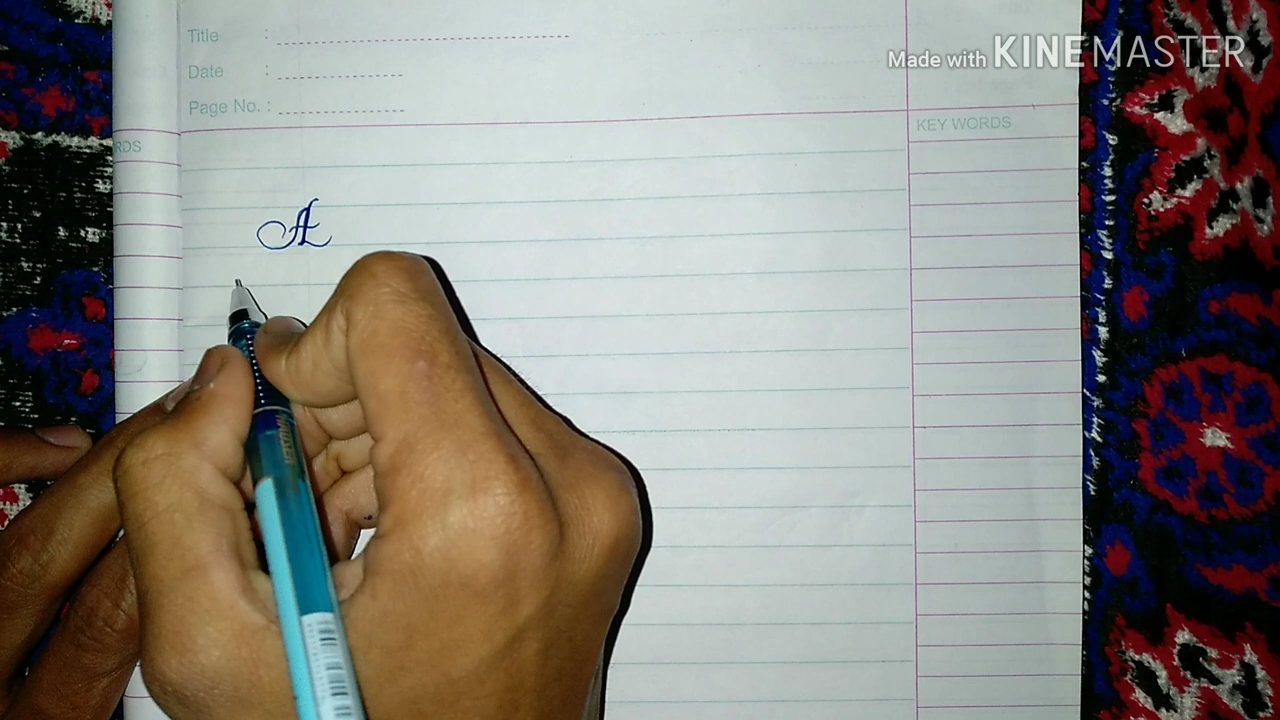 Title :
Date :
Page No. :
Made with KINEMASTER
RDS
KEY WORDS
A